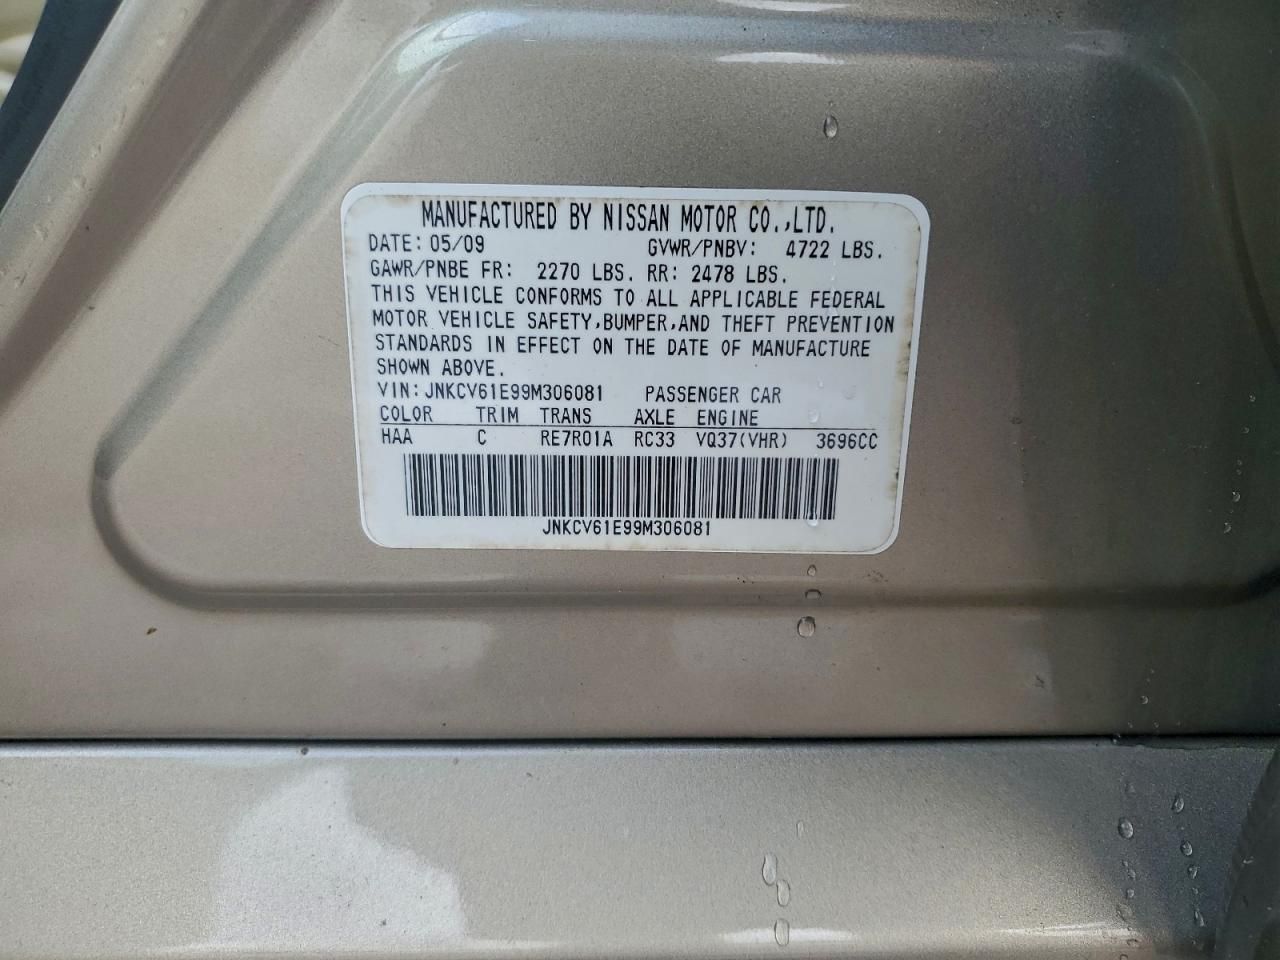 MANUFACTURED BY NISSAN MOTOR CO.,LTD.
DATE: 05/09 GVWR/PNBV: 4722 LBS.
GAWR/PNBE FR: 2270 LBS. RR: 2478 LBS.
THIS VEHICLE CONFORMS TO ALL APPLICABLE FEDERAL
MOTOR VEHICLE SAFETY,BUMPER,AND THEFT PREVENTION
STANDARDS IN EFFECT ON THE DATE OF MANUFACTURE
SHOWN ABOVE.
VIN:JNKCV61E99M306081 PASSENGER CAR
COLOR TRIM TRANS AXLE ENGINE
HAA C RE7R01A RC33 VQ37(VHR) 3696CC
JNKCV61E99M306081